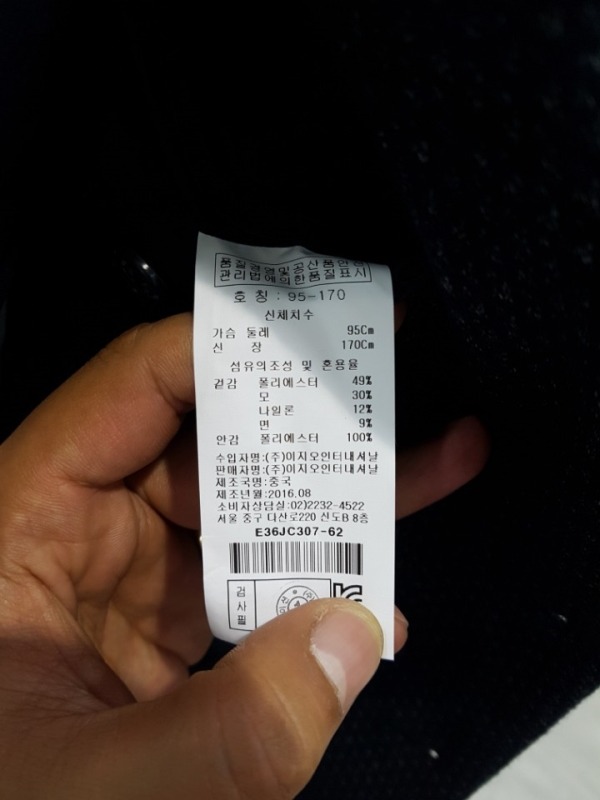 품질경영및공산품안전
관리법에의한품질표시
호 칭 : 95-170
신체치수
가슴 둘레 95Cm
신 장 170Cm
섬유의조성 및 혼용율
겉감 폴리에스터 49%
모 30%
나일론 12%
면 9%
안감 폴리에스터 100%
수입자명:(주)이지오인터내셔날
판매자명:(주)이지오인터내셔날
제조국명:중국
제조년월:2016.08
소비자상담실:02)2232-4522
서울 중구 다산로220 신도B 8층
E36JC307-62
검
사
필